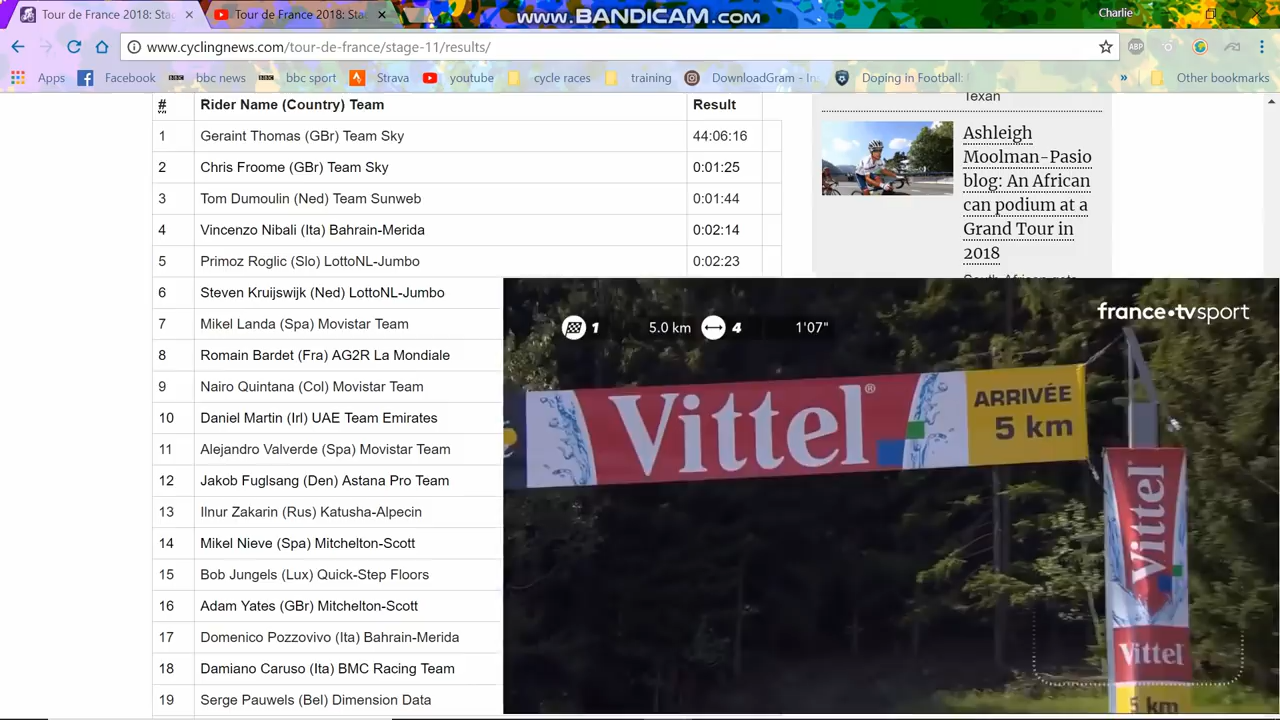 Tour de France 2018: Sta
Tour de France 2018: Sta
www.BANDICAM.com
Charlie
www.cyclingnews.com/tour-de-france/stage-11/results/
ABP
Apps
Facebook
bbc news
bbc sport
Strava
youtube
cycle races
training
DownloadGram - In
Doping in Football:
»
Other bookmarks
# Rider Name (Country) Team Result
1 Geraint Thomas (GBr) Team Sky 44:06:16
2 Chris Froome (GBr) Team Sky 0:01:25
3 Tom Dumoulin (Ned) Team Sunweb 0:01:44
4 Vincenzo Nibali (Ita) Bahrain-Merida 0:02:14
5 Primoz Roglic (Slo) LottoNL-Jumbo 0:02:23
6 Steven Kruijswijk (Ned) LottoNL-Jumbo
7 Mikel Landa (Spa) Movistar Team
8 Romain Bardet (Fra) AG2R La Mondiale
9 Nairo Quintana (Col) Movistar Team
10 Daniel Martin (Irl) UAE Team Emirates
11 Alejandro Valverde (Spa) Movistar Team
12 Jakob Fuglsang (Den) Astana Pro Team
13 Ilnur Zakarin (Rus) Katusha-Alpecin
14 Mikel Nieve (Spa) Mitchelton-Scott
15 Bob Jungels (Lux) Quick-Step Floors
16 Adam Yates (GBr) Mitchelton-Scott
17 Domenico Pozzovivo (Ita) Bahrain-Merida
18 Damiano Caruso (Ita) BMC Racing Team
19 Serge Pauwels (Bel) Dimension Data
Texan
Ashleigh
Moolman-Pasio
blog: An African
can podium at a
Grand Tour in
2018
france•tvsport
1 5.0 km 4 1'07"
Vittel®
ARRIVÉE
5 km
Vittel
Vittel
5 km